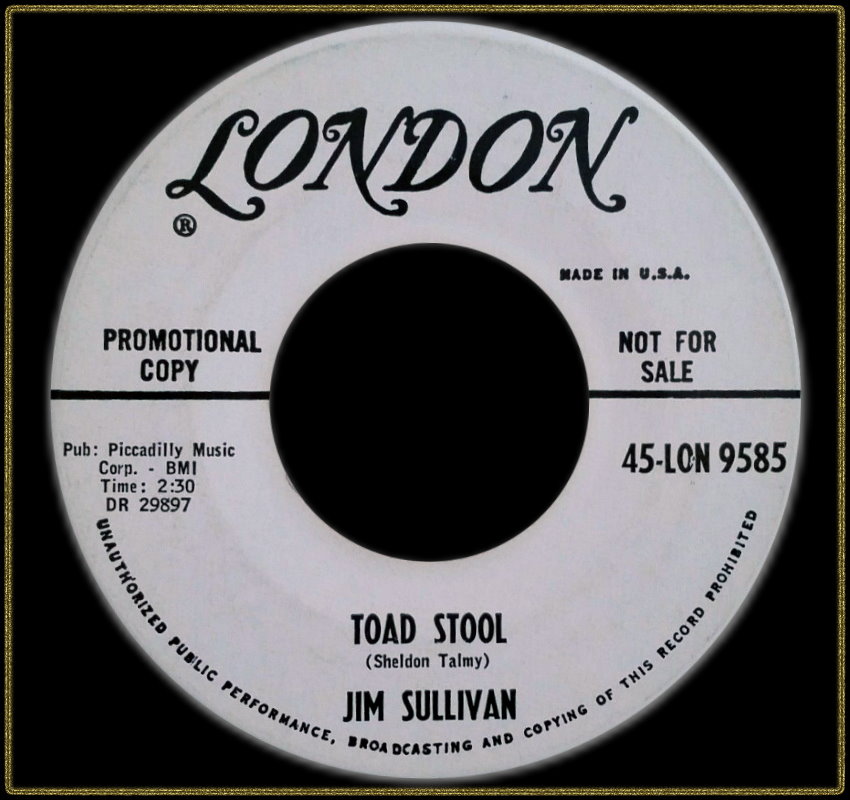 LONDON
®
MADE IN U.S.A.
PROMOTIONAL
COPY
NOT FOR
SALE
Pub: Piccadilly Music
Corp. - BMI
Time: 2:30
DR 29897
45-LON 9585
TOAD STOOL
(Sheldon Talmy)
JIM SULLIVAN
UNAUTHORIZED PUBLIC PERFORMANCE, BROADCASTING AND COPYING OF THIS RECORD PROHIBITED